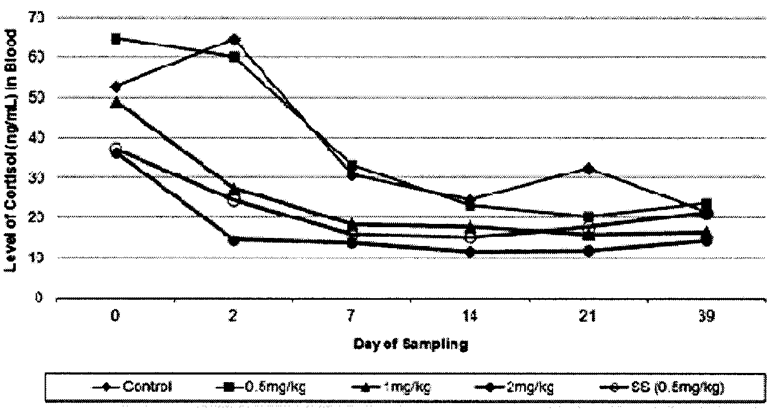 Level of Cortisol (ng/mL) in Blood
70
60
50
40
30
20
10
0
0 2 7 14 21 39
Day of Sampling
Control 0.5mg/kg 1mg/kg 2mg/kg SS (0.5mg/kg)